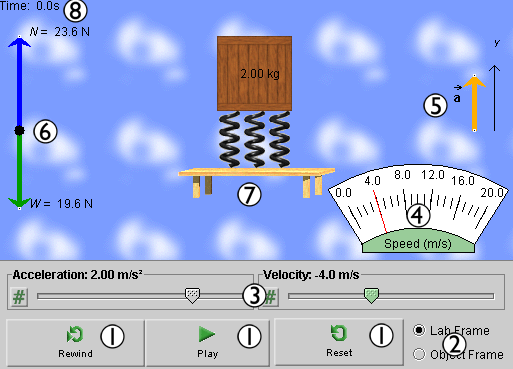 Time: 0.0s 8
N = 23.6 N
y
2.00 kg
5
a
6
7
0.0 4.0 8.0 12.0 16.0 20.0
4
Speed (m/s)
W = 19.6 N
Acceleration: 2.00 m/s² Velocity: -4.0 m/s
# 3 #
1 1 1 Lab Frame
2
Rewind Play Reset Object Frame